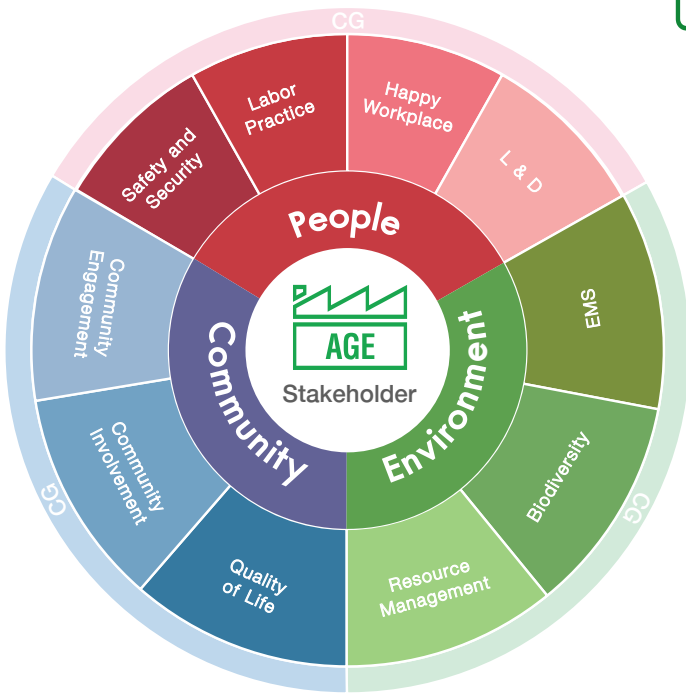 CG
Labor
Practice
Happy
Workplace
Safety and
Security
L & D
People
Community
Engagement
EMS
AGE
Stakeholder
Community
Environment
Community
Involvement
Biodiversity
CG
CG
Quality
of Life
Resource
Management